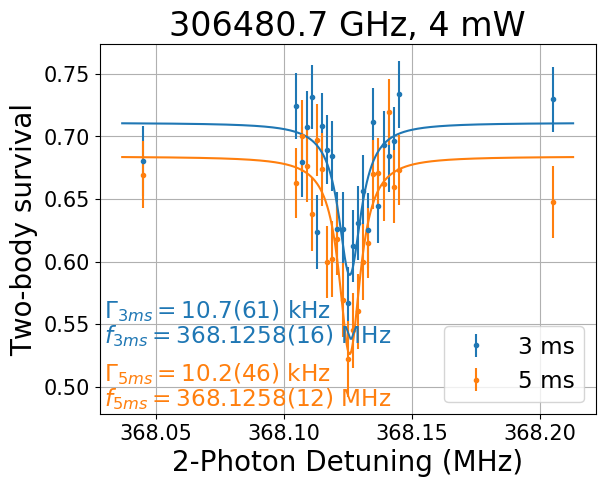 306480.7 GHz, 4 mW
Two-body survival
0.75
0.70
0.65
0.60
0.55
0.50
Γ3ms = 10.7(61) kHz
f3ms = 368.1258(16) MHz
Γ5ms = 10.2(46) kHz
f5ms = 368.1258(12) MHz
3 ms
5 ms
368.05 368.10 368.15 368.20
2-Photon Detuning (MHz)